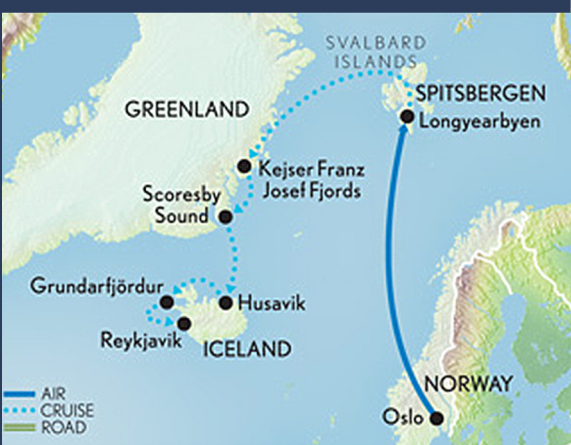 SVALBARD
ISLANDS
SPITSBERGEN
Longyearbyen
GREENLAND
Kejser Franz
Josef Fjords
Scoresby
Sound
Grundarfjördur
Husavik
Reykjavik
ICELAND
NORWAY
Oslo
AIR
CRUISE
ROAD